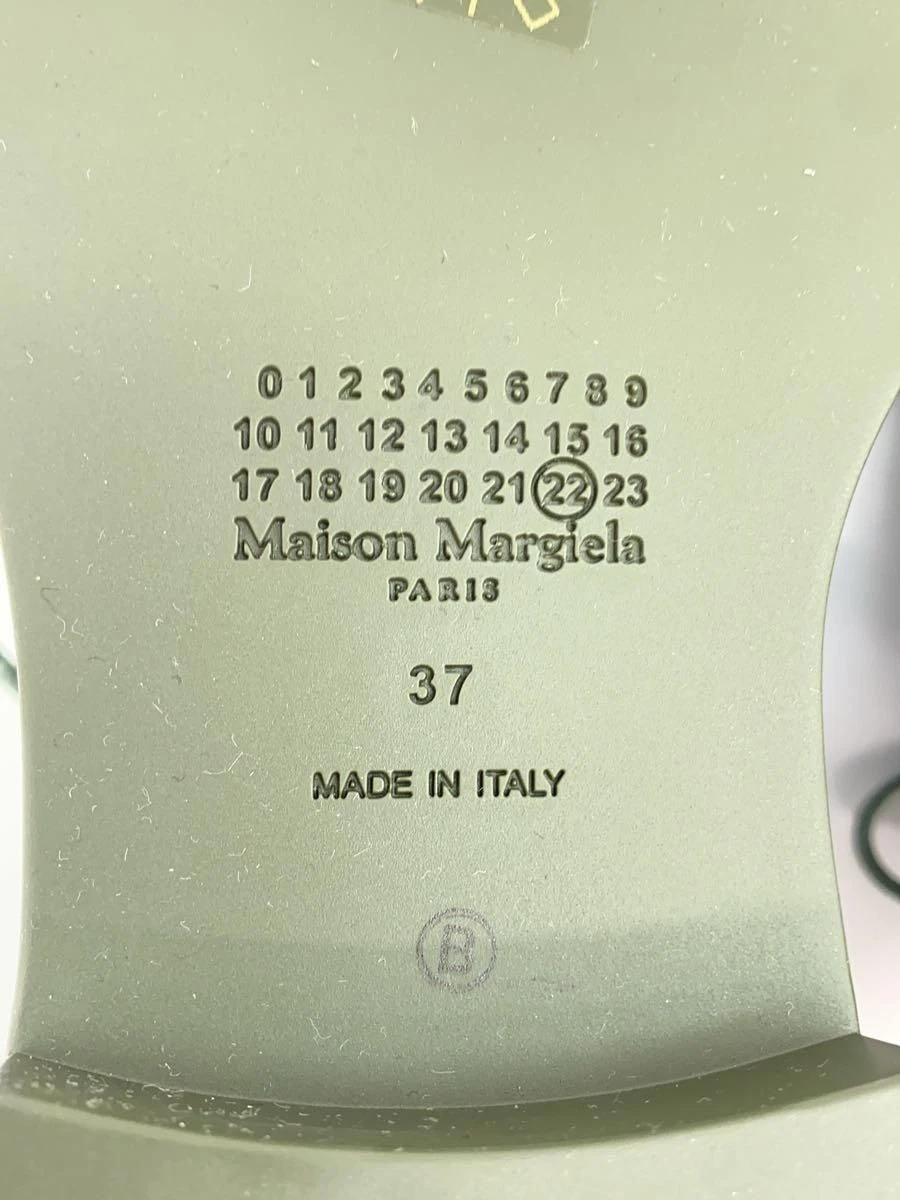 0 1 2 3 4 5 6 7 8 9
10 11 12 13 14 15 16
17 18 19 20 21 22 23
Maison Margiela
PARIS
37
MADE IN ITALY
B